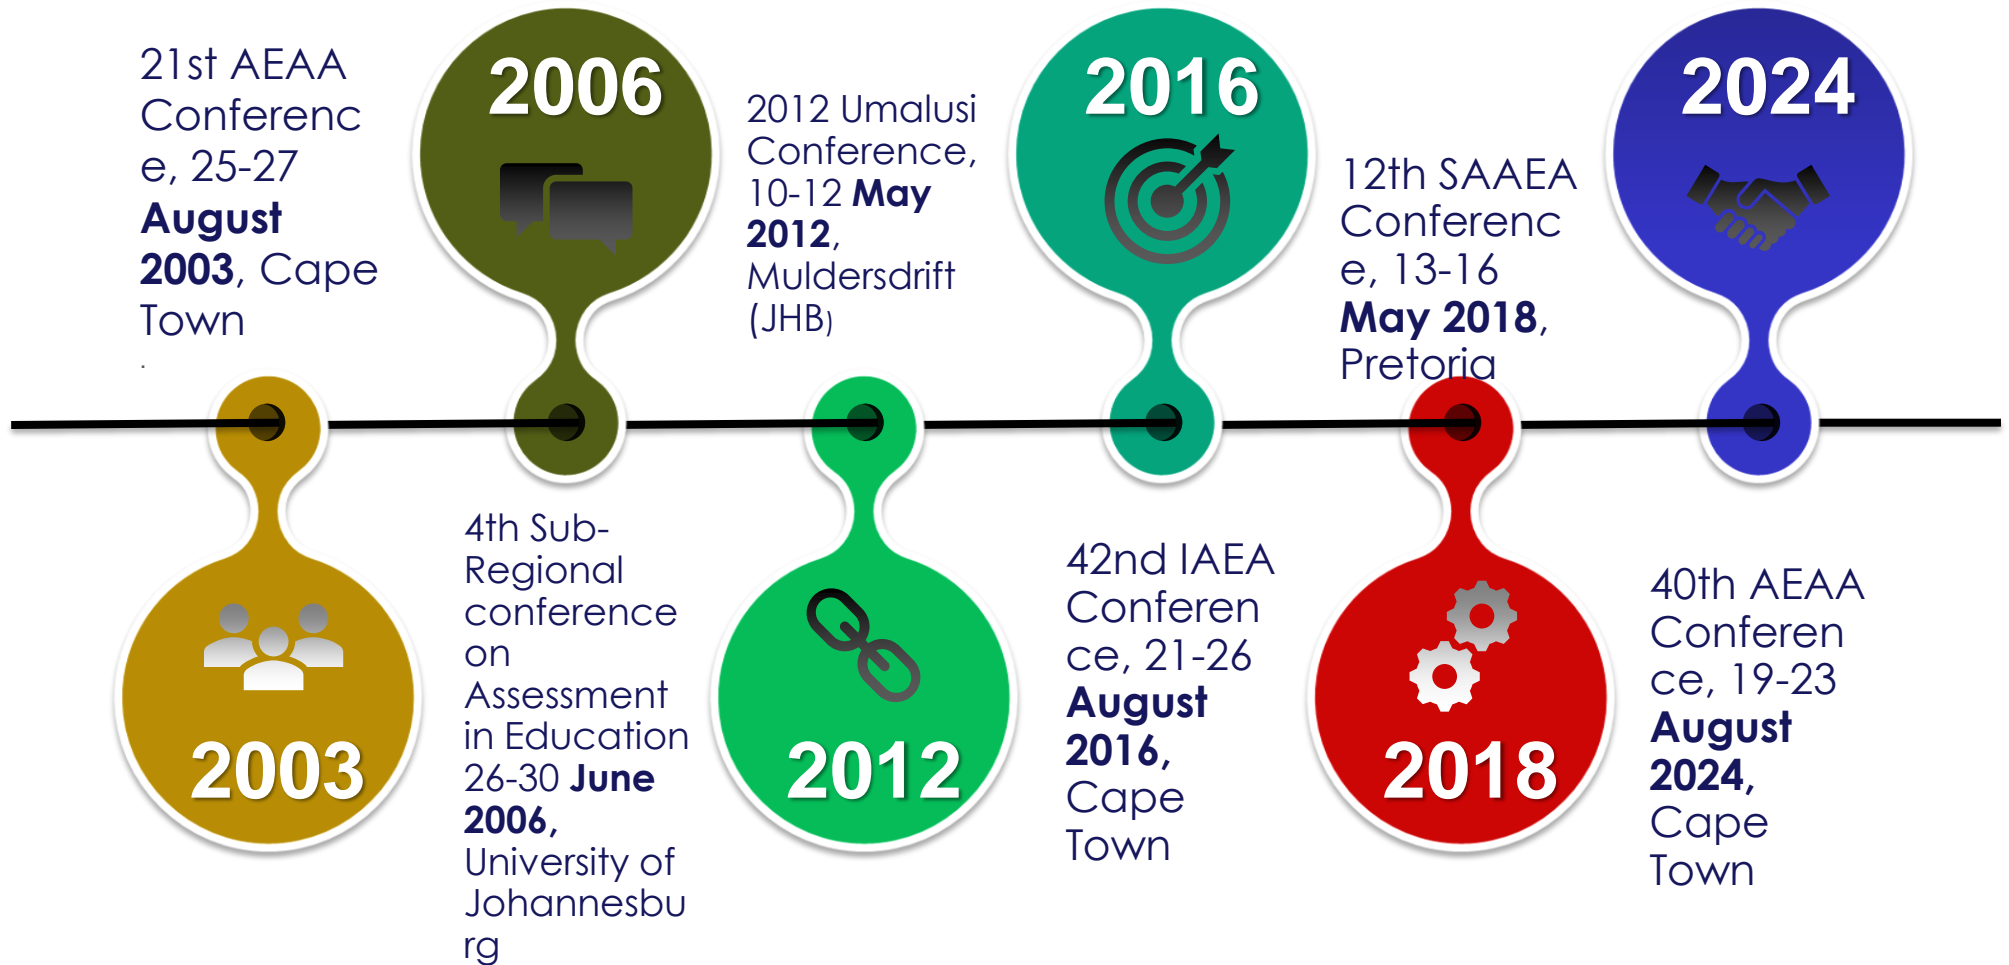 21st AEAA
Conferenc
e, 25-27
August
2003, Cape
Town
.
2003
2006
4th Sub-
Regional
conference
on
Assessment
in Education
26-30 June
2006,
University of
Johannesbu
rg
2012 Umalusi
Conference,
10-12 May
2012,
Muldersdrift
(JHB)
2012
2016
42nd IAEA
Conferen
ce, 21-26
August
2016,
Cape
Town
12th SAAEA
Conferenc
e, 13-16
May 2018,
Pretoria
2018
2024
40th AEAA
Conferen
ce, 19-23
August
2024,
Cape
Town